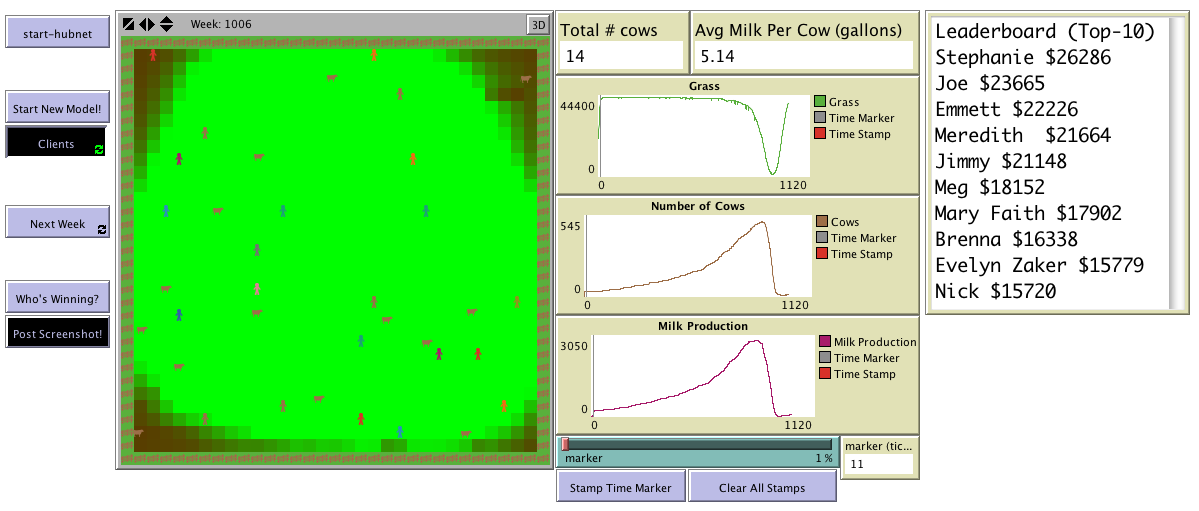 start-hubnet
Start New Model!
Clients
Next Week
Who's Winning?
Post Screenshot!
Week: 1006
3D
Total # cows
14
Avg Milk Per Cow (gallons)
5.14
Grass
44400
0
0
1120
Grass
Time Marker
Time Stamp
Number of Cows
545
0
0
1120
Cows
Time Marker
Time Stamp
Milk Production
3050
0
0
1120
Milk Production
Time Marker
Time Stamp
marker
1 %
marker (tic...
11
Stamp Time Marker
Clear All Stamps
Leaderboard (Top-10)
Stephanie $26286
Joe $23665
Emmett $22226
Meredith  $21664
Jimmy $21148
Meg $18152
Mary Faith $17902
Brenna $16338
Evelyn Zaker $15779
Nick $15720